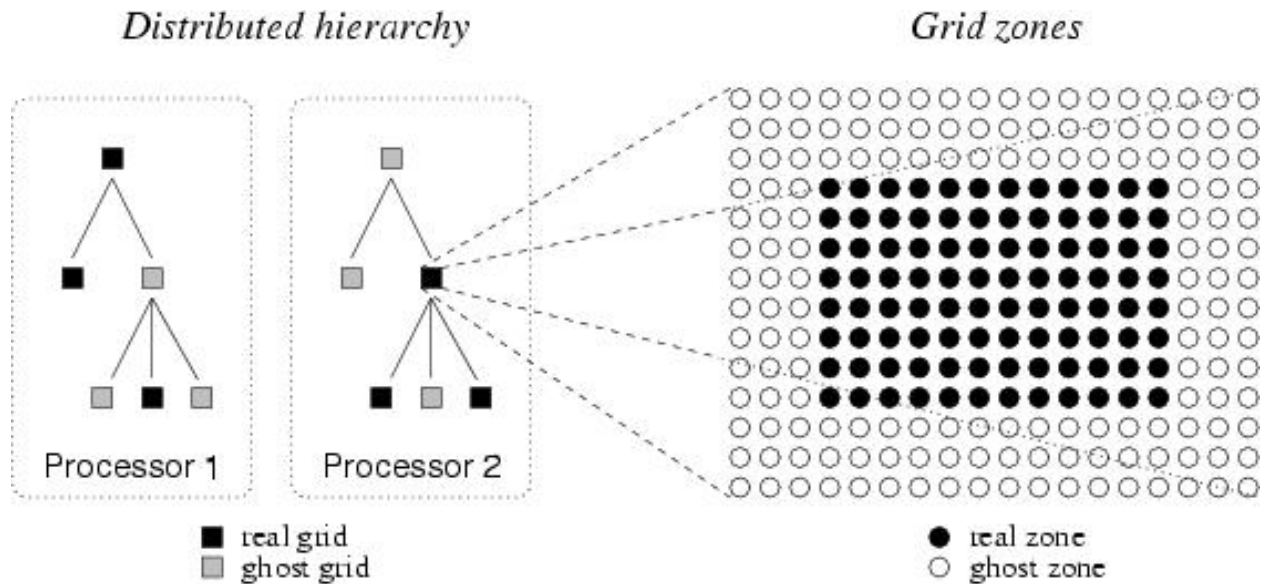 Distributed hierarchy
Grid zones
Processor 1
Processor 2
real grid
ghost grid
real zone
ghost zone